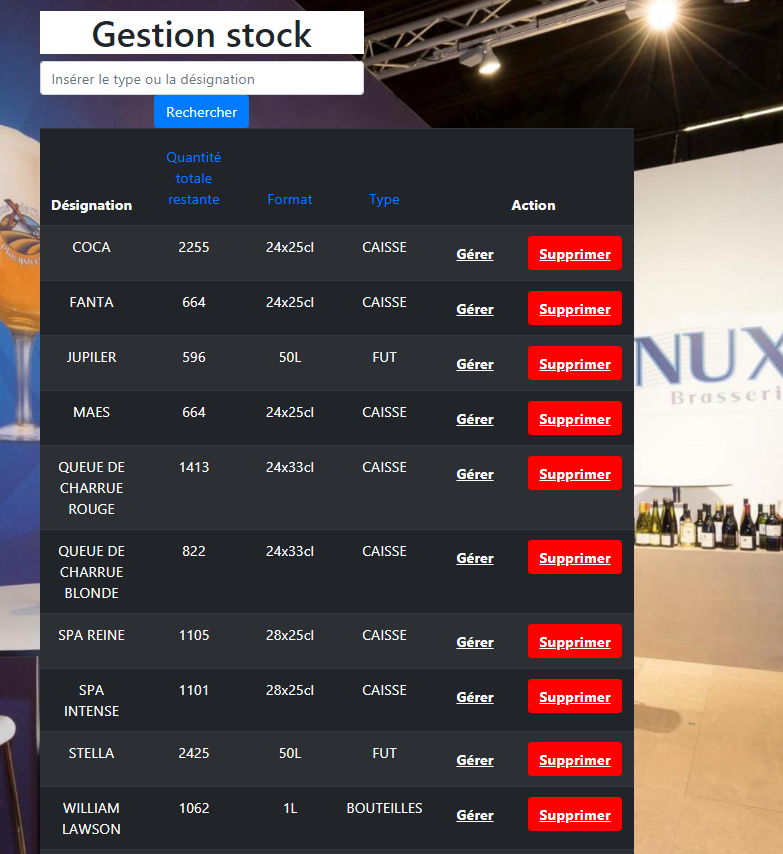 Gestion stock
Insérer le type ou la désignation
Rechercher
Désignation Quantité totale restante Format Type Action
COCA 2255 24x25cl CAISSE Gérer Supprimer
FANTA 664 24x25cl CAISSE Gérer Supprimer
JUPILER 596 50L FUT Gérer Supprimer
MAES 664 24x25cl CAISSE Gérer Supprimer
QUEUE DE CHARRUE ROUGE 1413 24x33cl CAISSE Gérer Supprimer
QUEUE DE CHARRUE BLONDE 822 24x33cl CAISSE Gérer Supprimer
SPA REINE 1105 28x25cl CAISSE Gérer Supprimer
SPA INTENSE 1101 28x25cl CAISSE Gérer Supprimer
STELLA 2425 50L FUT Gérer Supprimer
WILLIAM LAWSON 1062 1L BOUTEILLES Gérer Supprimer
NUX
Brasseri